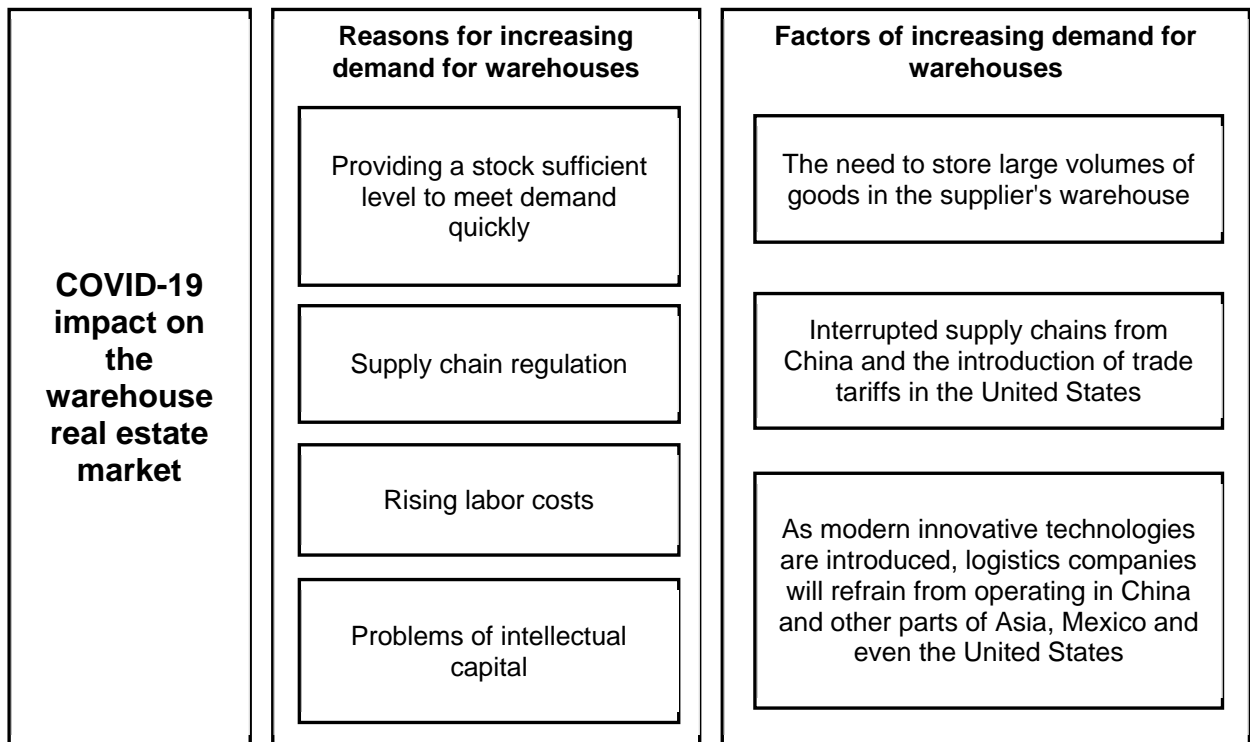 COVID-19
impact on
the
warehouse
real estate
market
Reasons for increasing
demand for warehouses
Providing a stock sufficient
level to meet demand
quickly
Supply chain regulation
Rising labor costs
Problems of intellectual
capital
Factors of increasing demand for
warehouses
The need to store large volumes of
goods in the supplier's warehouse
Interrupted supply chains from
China and the introduction of trade
tariffs in the United States
As modern innovative technologies
are introduced, logistics companies
will refrain from operating in China
and other parts of Asia, Mexico and
even the United States